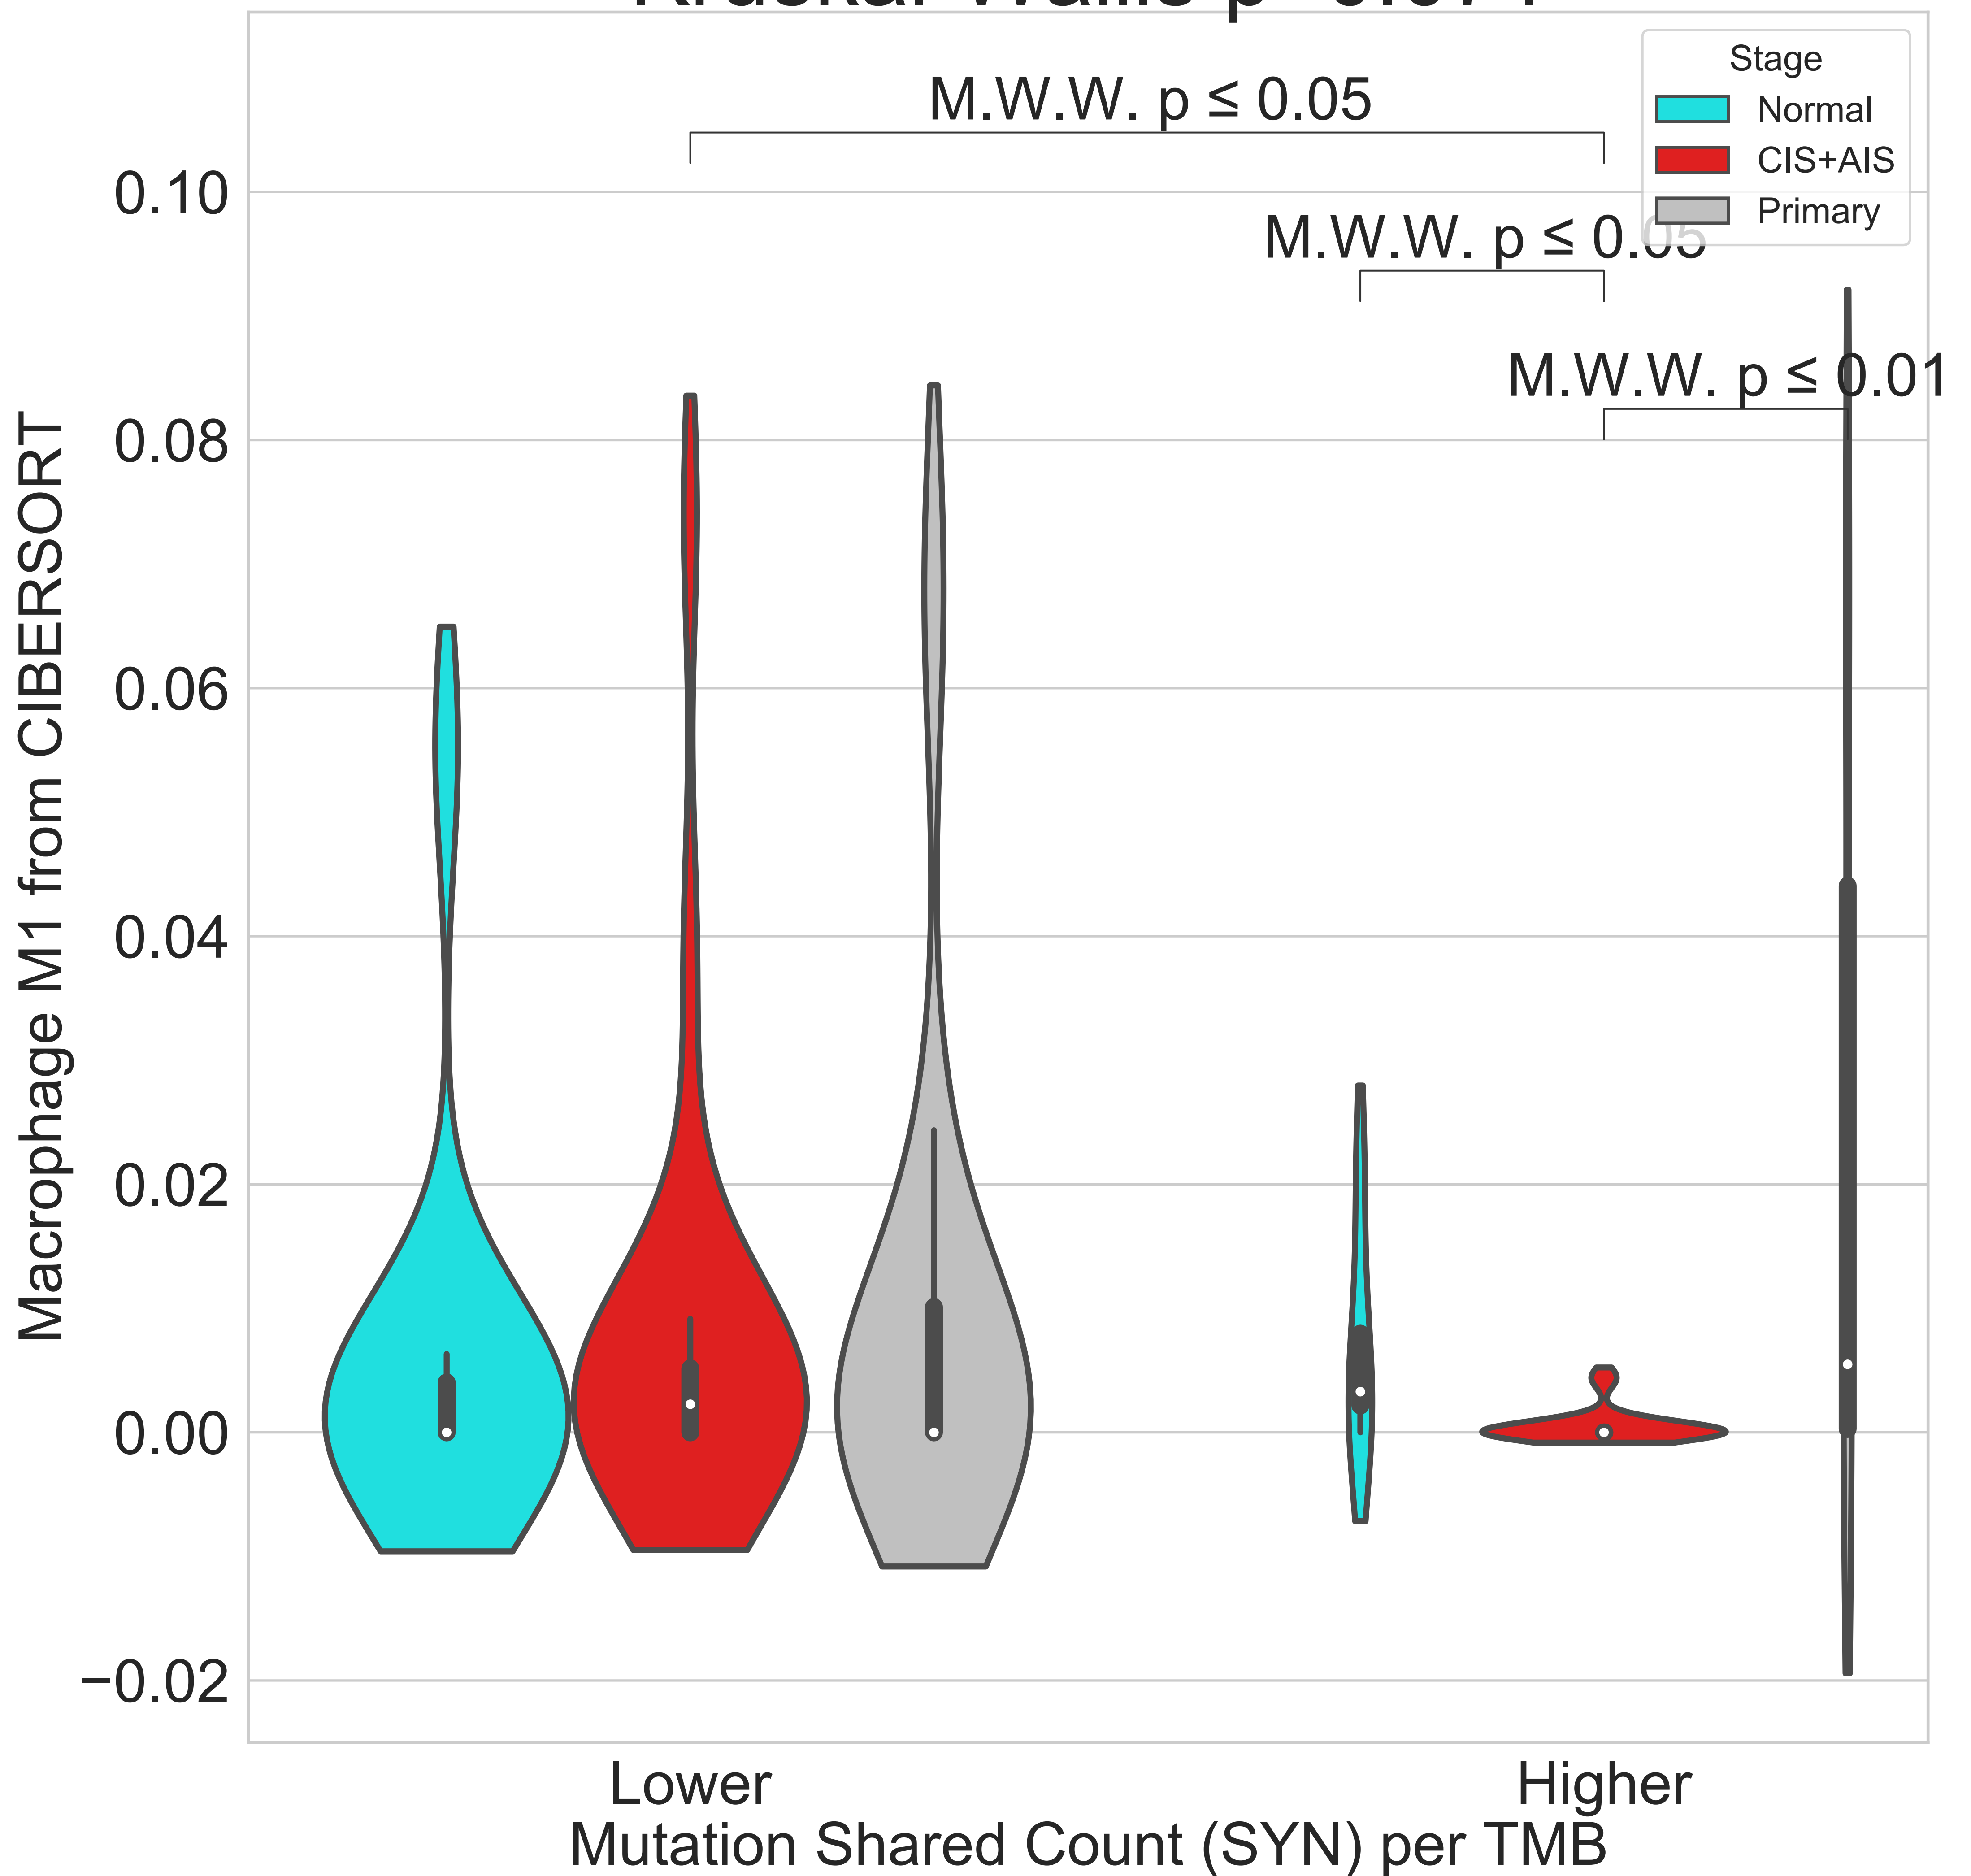 Stage
Normal
CIS+AIS
Primary
M.W.W. p ≤ 0.05
M.W.W. p ≤ 0.05
M.W.W. p ≤ 0.01
Macrophage M1 from CIBERSORT
0.10
0.08
0.06
0.04
0.02
0.00
−0.02
Lower
Higher
Mutation Shared Count (SYN) per TMB